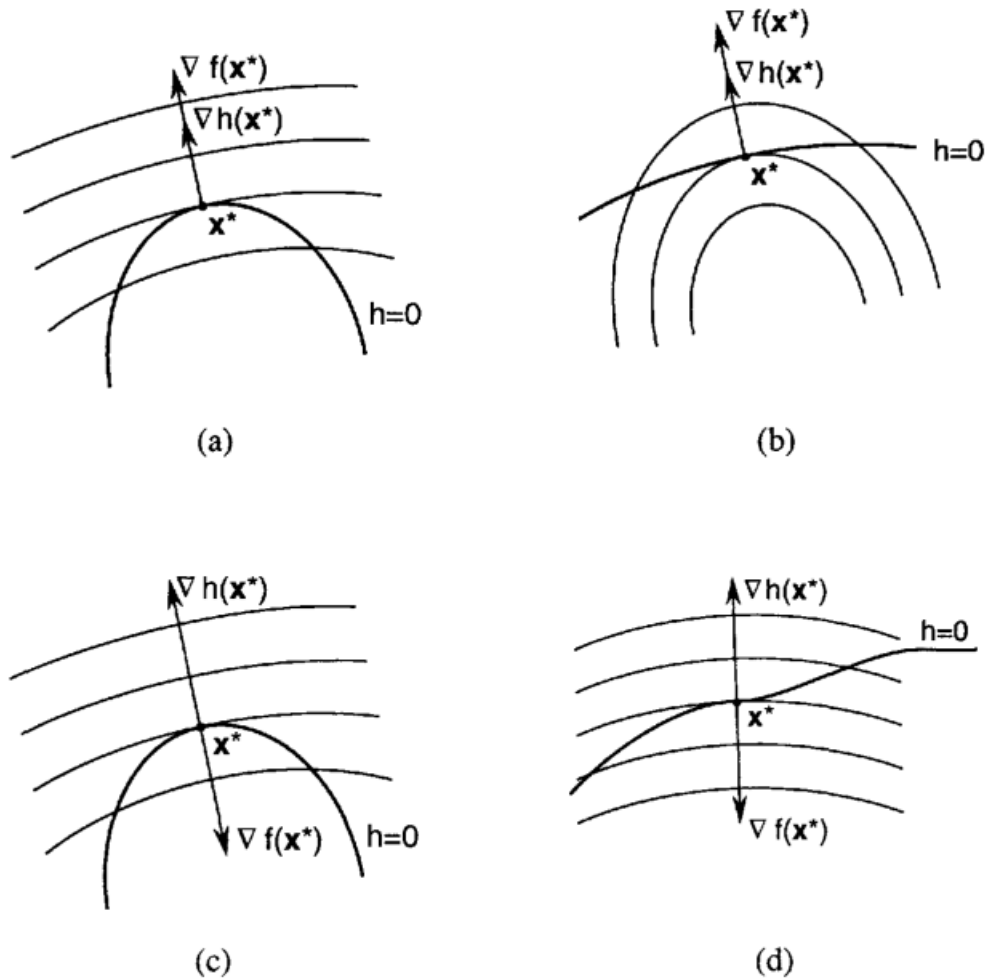 ∇ f(x*)
∇ h(x*)
x*
h=0
(a)
∇ f(x*)
∇ h(x*)
h=0
x*
(b)
∇ h(x*)
x*
∇ f(x*)
h=0
(c)
∇ h(x*)
h=0
x*
∇ f(x*)
(d)